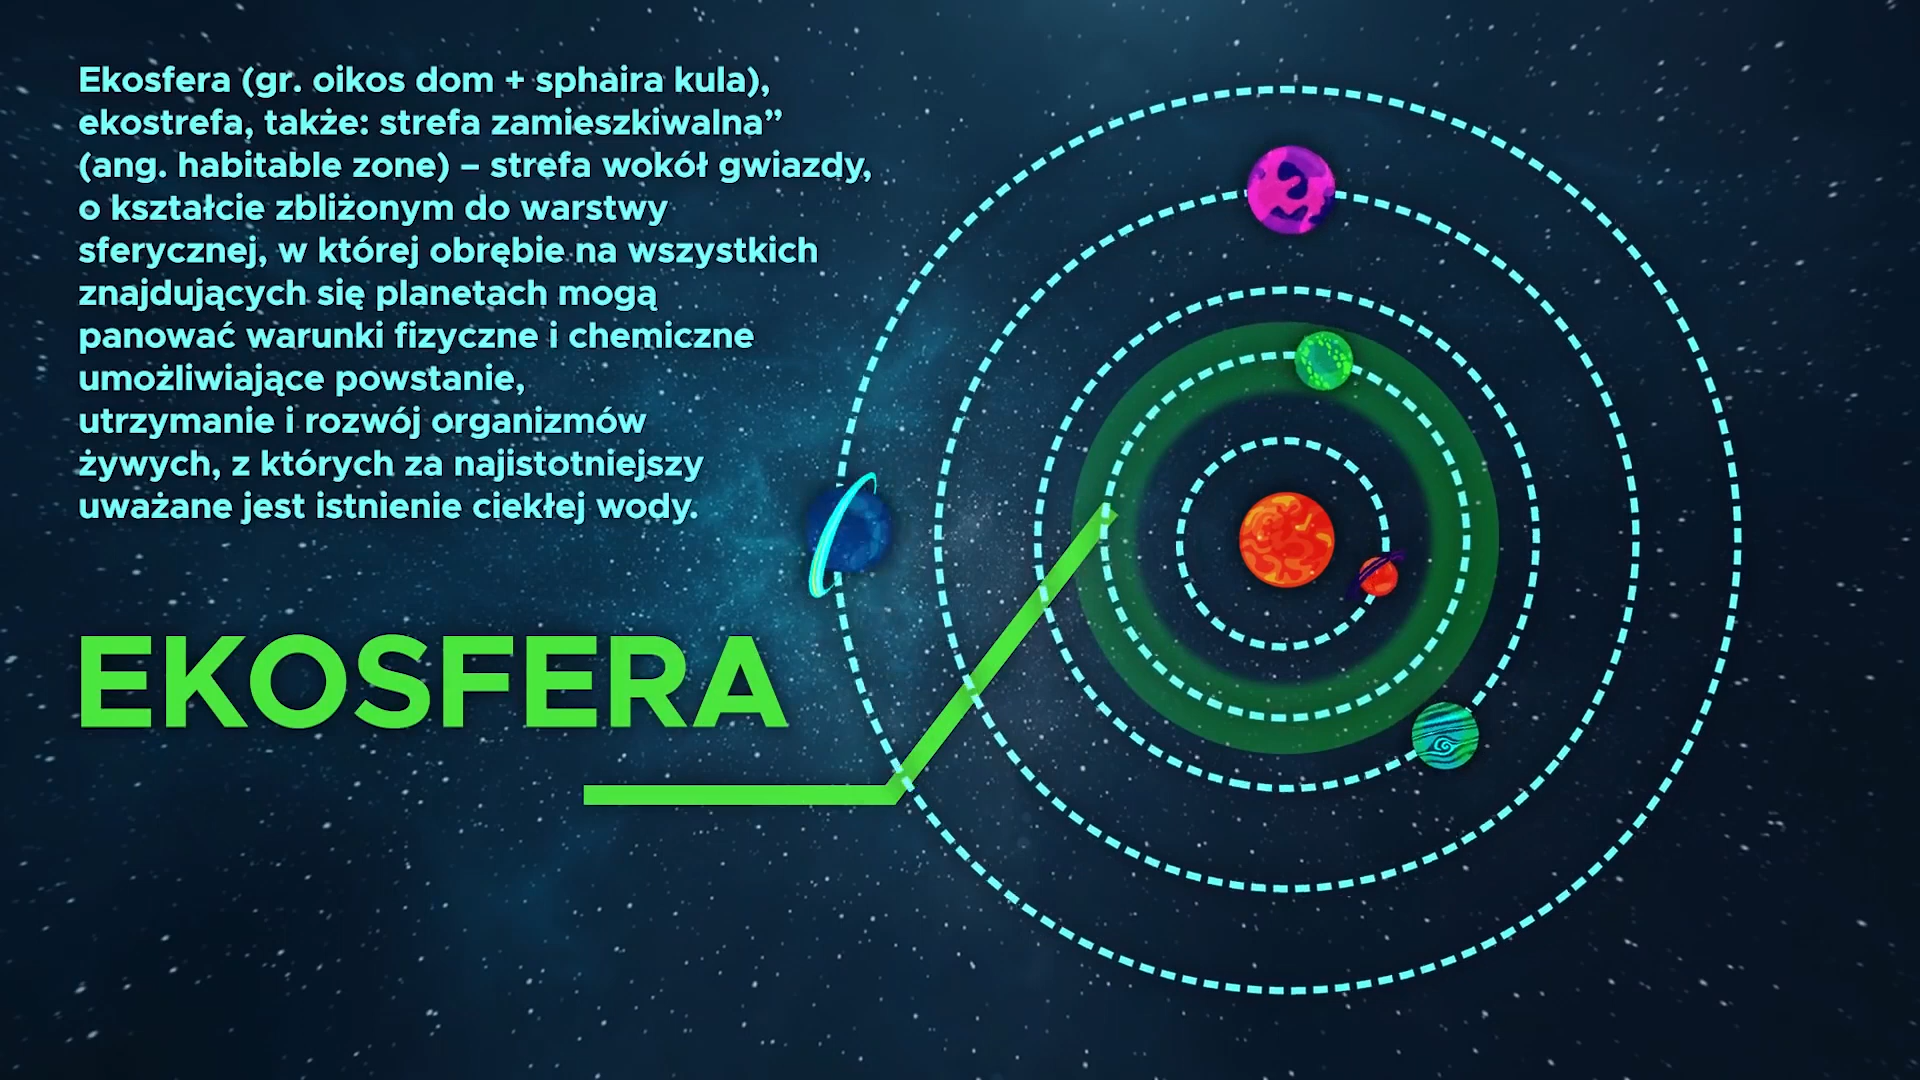 Ekosfera (gr. oikos dom + sphaira kula),
ekostrefa, także: strefa zamieszkiwalna”
(ang. habitable zone) – strefa wokół gwiazdy,
o kształcie zbliżonym do warstwy
sferycznej, w której obrębie na wszystkich
znajdujących się planetach mogą
panować warunki fizyczne i chemiczne
umożliwiające powstanie,
utrzymanie i rozwój organizmów
żywych, z których za najistotniejszy
uważane jest istnienie ciekłej wody.
EKOSFERA